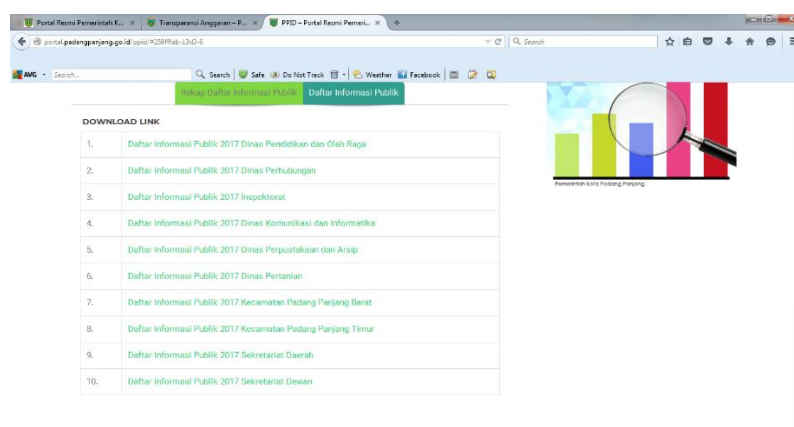 Portal Resmi Pemerintah K...
Transparansi Anggaran – P...
PPID – Portal Resmi Pemeri...
portal.padangpanjang.go.id/ppid/#258fffab-13d3-6
Search
AVG
Search...
Search
Safe
Do Not Track
Weather
Facebook
Rekap Daftar Informasi Publik
Daftar Informasi Publik
DOWNLOAD LINK
1. Daftar Informasi Publik 2017 Dinas Pendidikan dan Olah Raga
2. Daftar Informasi Publik 2017 Dinas Perhubungan
3. Daftar Informasi Publik 2017 Inspektorat
4. Daftar Informasi Publik 2017 Dinas Komunikasi dan Informatika
5. Daftar Informasi Publik 2017 Dinas Perpustakaan dan Arsip
6. Daftar Informasi Publik 2017 Dinas Pertanian
7. Daftar Informasi Publik 2017 Kecamatan Padang Panjang Barat
8. Daftar Informasi Publik 2017 Kecamatan Padang Panjang Timur
9. Daftar Informasi Publik 2017 Sekretariat Daerah
10. Daftar Informasi Publik 2017 Sekretariat Dewan
Pemerintah Kota Padang Panjang